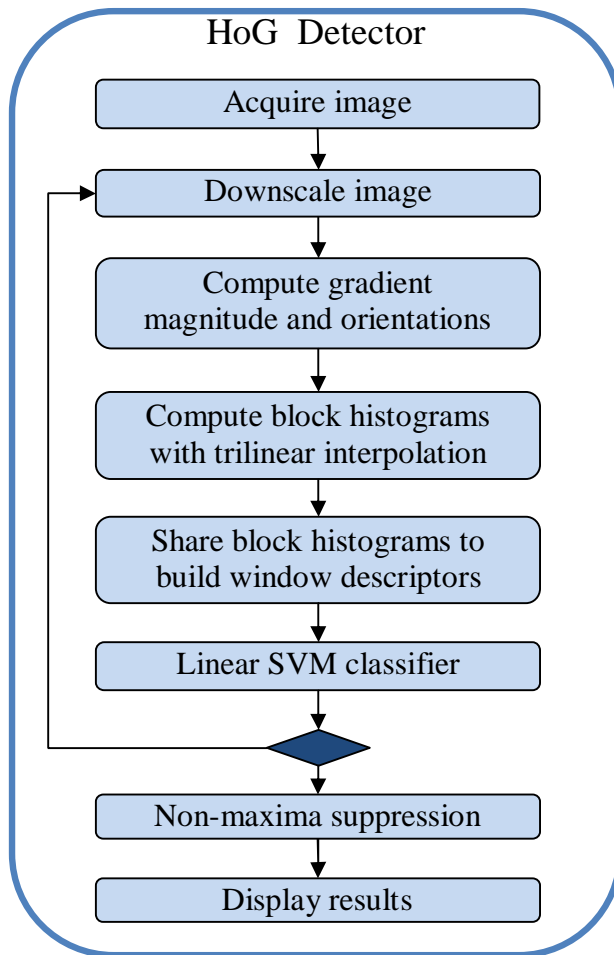 HoG Detector
Acquire image
Downscale image
Compute gradient
magnitude and orientations
Compute block histograms
with trilinear interpolation
Share block histograms to
build window descriptors
Linear SVM classifier
Non-maxima suppression
Display results